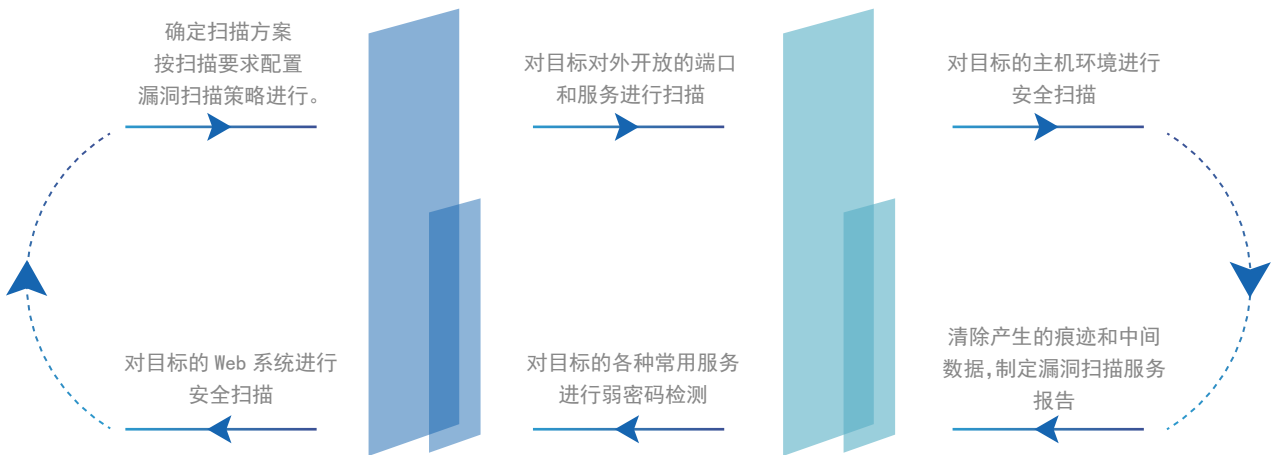 确定扫描方案
按扫描要求配置
漏洞扫描策略进行。
对目标对外开放的端口
和服务进行扫描
对目标的主机环境进行
安全扫描
对目标的 Web 系统进行
安全扫描
对目标的各种常用服务
进行弱密码检测
清除产生的痕迹和中间
数据,制定漏洞扫描服务
报告